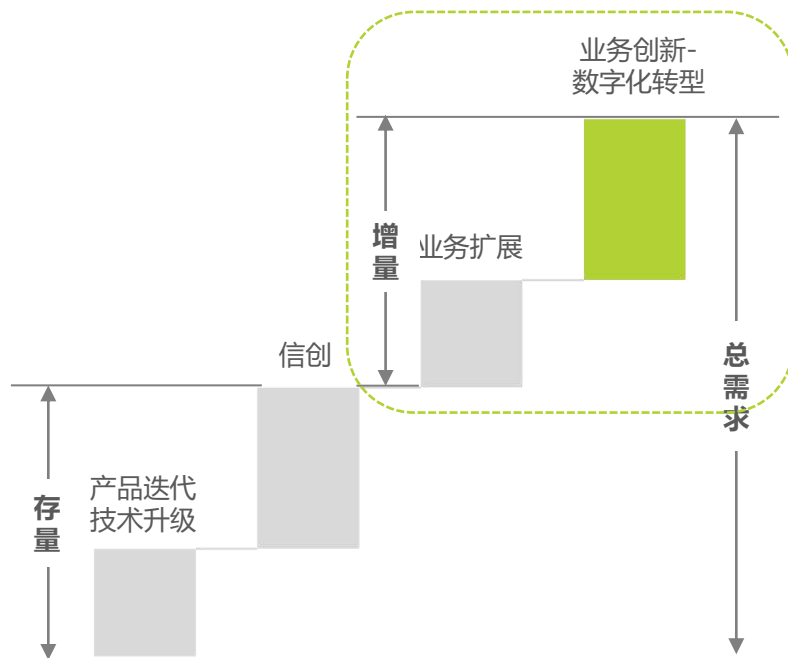 业务创新-
数字化转型
增量
业务扩展
总需求
信创
产品迭代
技术升级
存量